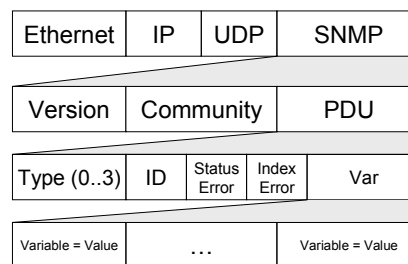 Ethernet IP UDP SNMP
Version Community PDU
Type (0..3) ID Status Error Index Error Var
Variable = Value ... Variable = Value